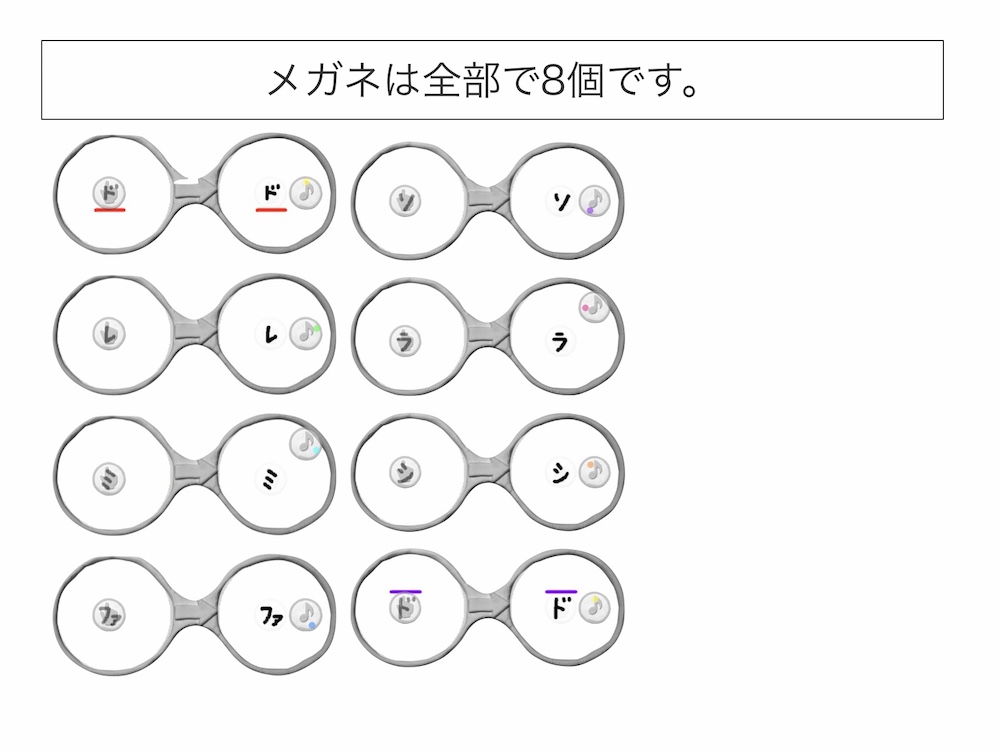 メガネは全部で8個です。
ド ド
レ レ
ミ ミ
ファ ファ
ソ ソ
ラ ラ
シ シ
ド ド